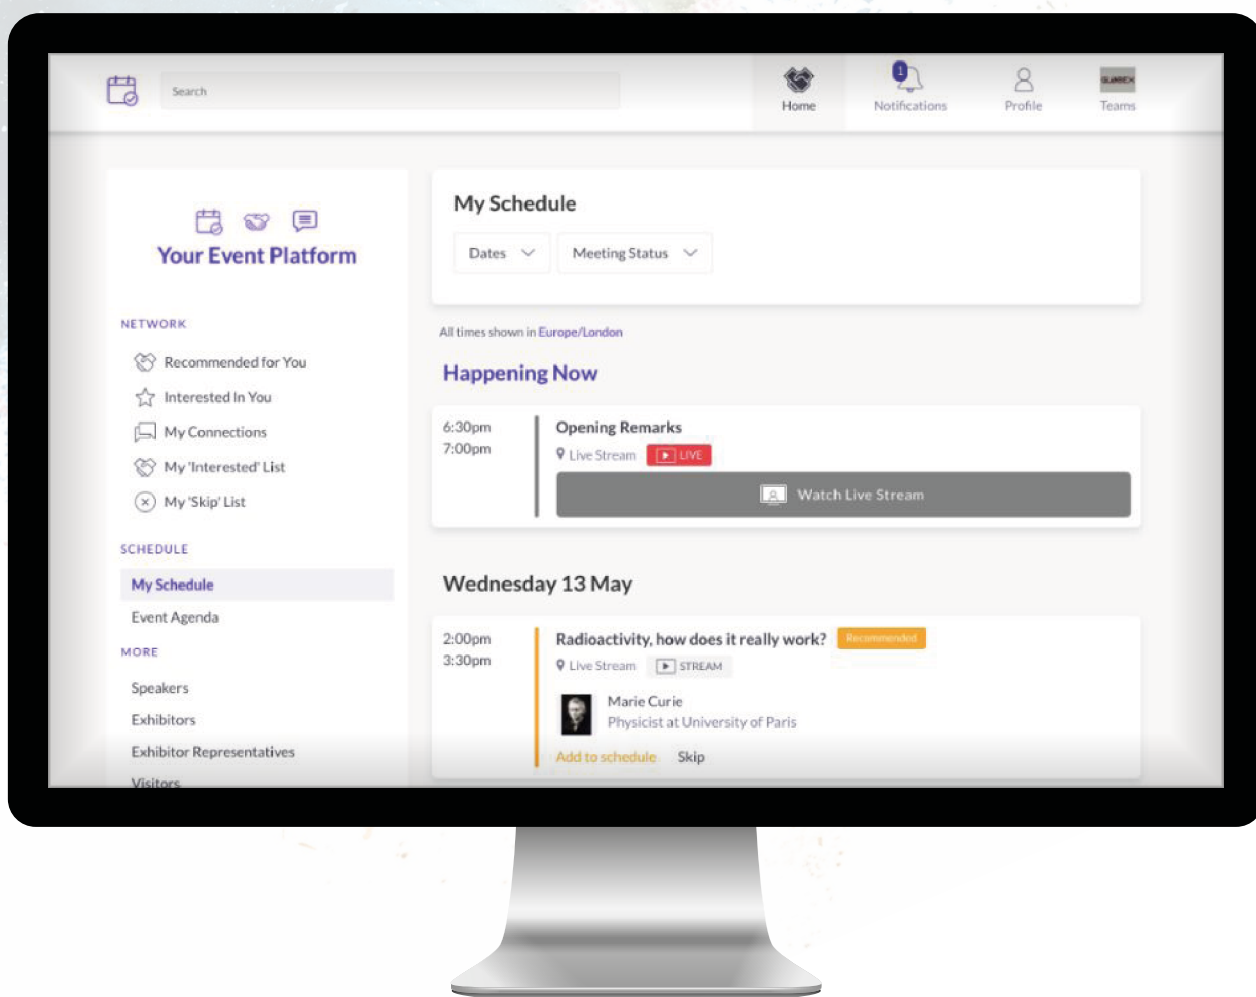 Search
Home
1
Notifications
Profile
Teams
Your Event Platform
NETWORK
Recommended for You
Interested In You
My Connections
My 'Interested' List
My 'Skip' List
SCHEDULE
My Schedule
Event Agenda
MORE
Speakers
Exhibitors
Exhibitor Representatives
Visitors
My Schedule
Dates
Meeting Status
All times shown in Europe/London
Happening Now
6:30pm
7:00pm
Opening Remarks
Live Stream LIVE
Watch Live Stream
Wednesday 13 May
2:00pm
3:30pm
Radioactivity, how does it really work? Recommended
Live Stream STREAM
Marie Curie
Physicist at University of Paris
Add to schedule Skip